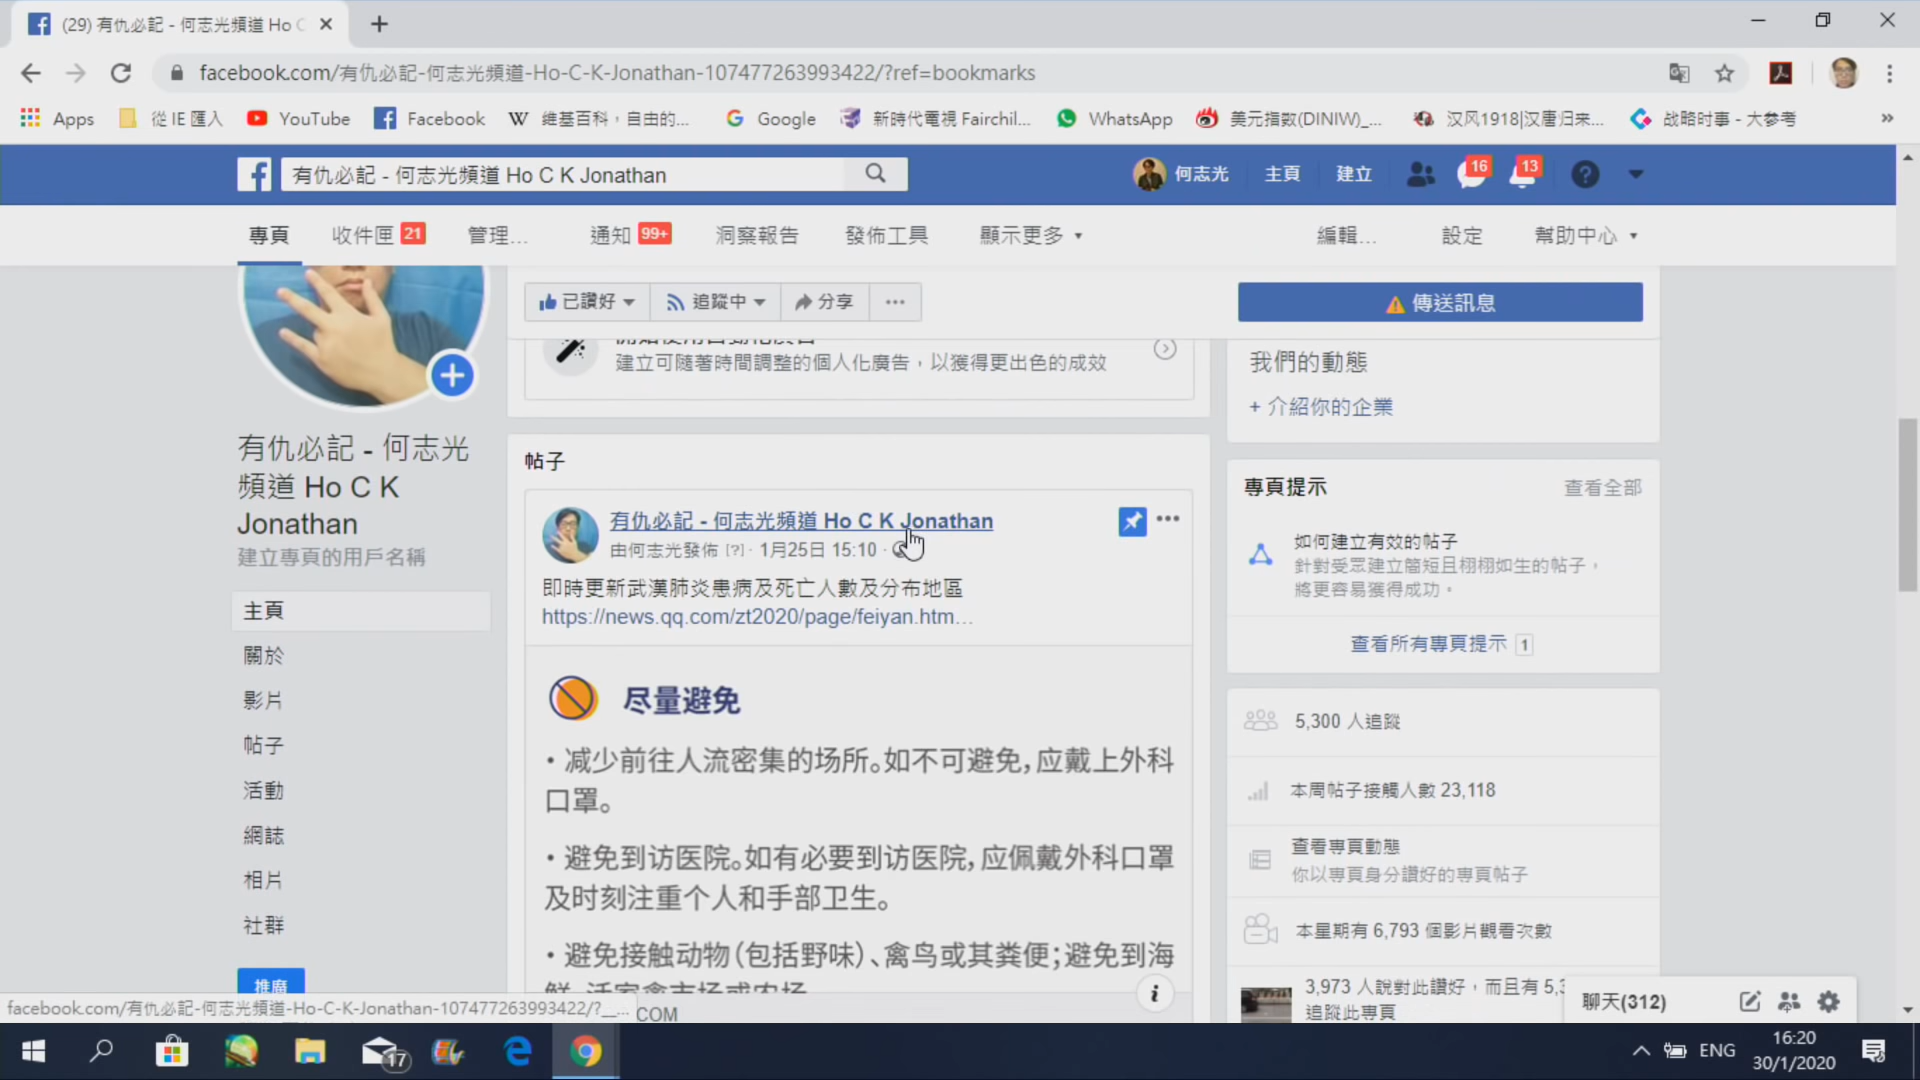 (29) 有仇必記 - 何志光頻道 Ho C
facebook.com/有仇必記-何志光頻道-Ho-C-K-Jonathan-107477263993422/?ref=bookmarks
Apps 從 IE 匯入 YouTube Facebook W 維基百科，自由的... Google 新時代電視 Fairchil... WhatsApp 美元指數(DINIW)_... 汉风1918|汉唐归来... 战略时事 - 大参考 »
有仇必記 - 何志光頻道 Ho C K Jonathan
何志光 主頁 建立 16 13
專頁 收件匣 21 管理... 通知 99+ 洞察報告 發佈工具 顯示更多 編輯... 設定 幫助中心
已讚好 追蹤中 分享 ...
傳送訊息
建立可隨著時間調整的個人化廣告，以獲得更出色的成效
我們的動態
+ 介紹你的企業
有仇必記 - 何志光
頻道 Ho C K
Jonathan
建立專頁的用戶名稱
主頁
關於
影片
帖子
活動
網誌
相片
社群
推廣
帖子
有仇必記 - 何志光頻道 Ho C K Jonathan
由何志光發佈 [?] · 1月25日 15:10 ·
即時更新武漢肺炎患病及死亡人數及分布地區
https://news.qq.com/zt2020/page/feiyan.htm...
尽量避免
・减少前往人流密集的场所。如不可避免，应戴上外科
口罩。
・避免到访医院。如有必要到访医院，应佩戴外科口罩
及时刻注重个人和手部卫生。
・避免接触动物（包括野味）、禽鸟或其粪便；避免到海
COM
專頁提示 查看全部
如何建立有效的帖子
針對受眾建立簡短且栩栩如生的帖子，
將更容易獲得成功。
查看所有專頁提示 1
5,300 人追蹤
本周帖子接觸人數 23,118
查看專頁動態
你以專頁身分讚好的專頁帖子
本星期有 6,793 個影片觀看次數
3,973 人說對此讚好，而且有 5,3
追蹤此專頁
聊天(312)
facebook.com/有仇必記-何志光頻道-Ho-C-K-Jonathan-107477263993422/?__...
17
ENG
16:20
30/1/2020